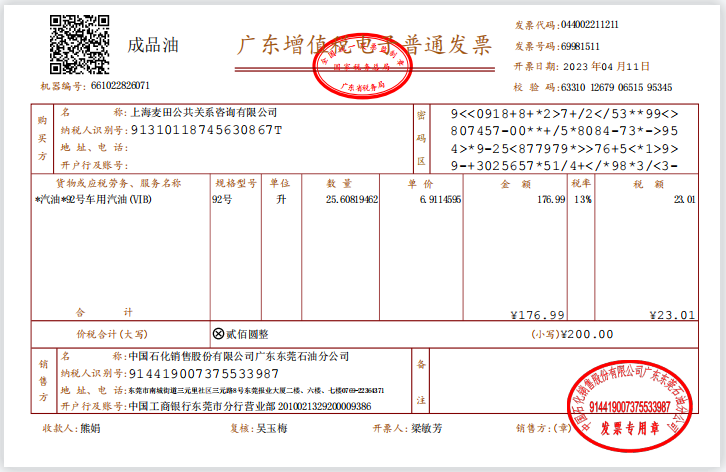 成品油
广东增值税电子普通发票
国家税务总局
广东省税务局
发票代码: 044002211211
发票号码: 69981511
开票日期: 2023 年04 月11日
校 验 码: 63310 12679 06515 95345
机器编号: 661022826071
购买方
名 称: 上海麦田公共关系咨询有限公司
纳税人识别号: 91310118745630867T
地 址、电 话:
开户行及账号:
密码区
9<<0918+8+*2>7+/2</53**99<>
807457-00**+/5*8084-73*->95
4>*9-25<877979*>>76+5<*1>9>
9-+3025657*51/4+</*98*3/<3-
货物或应税劳务、服务名称 规格型号 单位 数 量 单 价 金 额 税率 税 额
*汽油*92号车用汽油(VIB) 92号 升 25.60819462 6.9114595 176.99 13% 23.01
合 计 ¥176.99 ¥23.01
价税合计(大写) ⊗贰佰圆整 (小写)¥200.00
销售方
名 称: 中国石化销售股份有限公司广东东莞石油分公司
纳税人识别号: 914419007375533987
地 址、电 话: 东莞市南城街道三元里社区三元路8号东莞报业大厦二楼、六楼、七楼0769-22364371
开户行及账号: 中国工商银行东莞市分行营业部 2010021329200009386
备注
中国石化销售股份有限公司广东东莞石油分公司
914419007375533987
发票专用章
收款人: 熊娟 复核: 吴玉梅 开票人: 梁敏芳 销售方: (章)